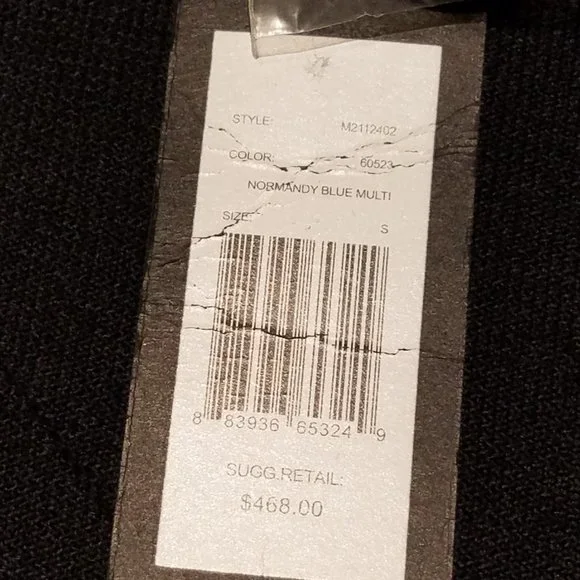 STYLE: M2112402
COLOR: 60523
NORMANDY BLUE MULTI
SIZE: S
8 83936 65324 9
SUGG.RETAIL:
$468.00